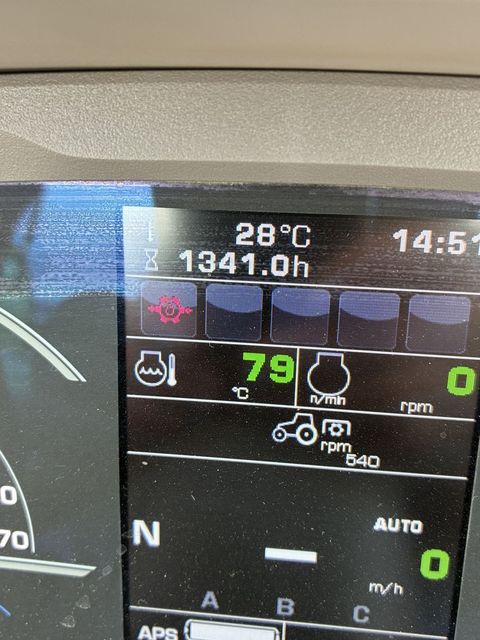 28°C 14:51
1341.0h
79 °C n/min 0 rpm
rpm
540
N AUTO
0
m/h
A B C
APS
0
70